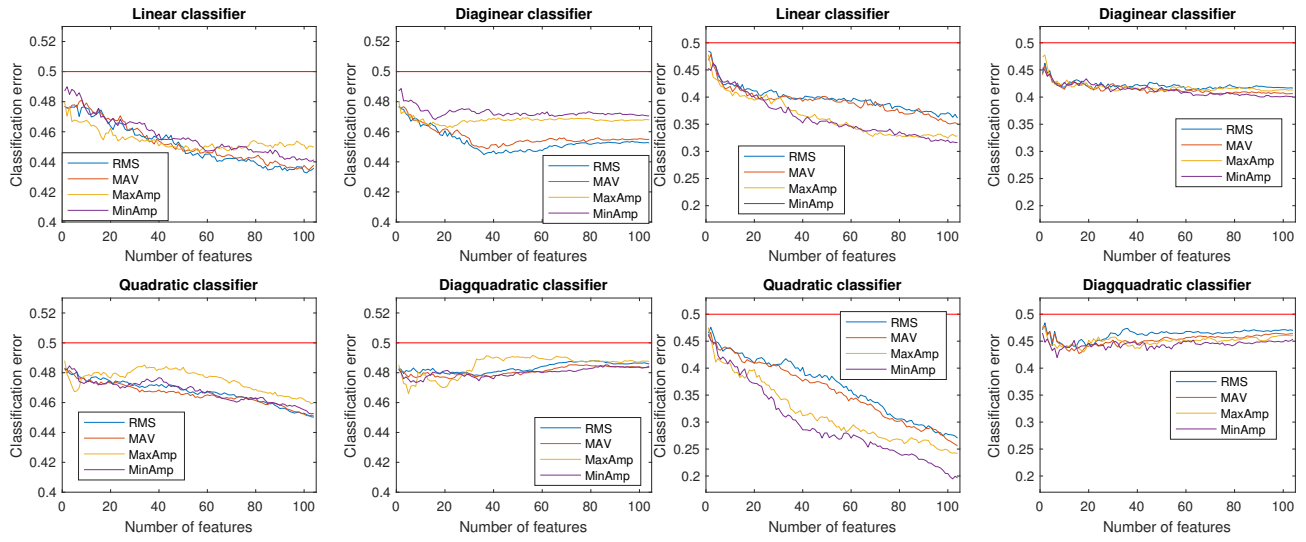 Linear classifier
0.52
0.5
0.48
0.46
0.44
0.42
0.4
Classification error
RMS
MAV
MaxAmp
MinAmp
0 20 40 60 80 100
Number of features
Diaginear classifier
0.52
0.5
0.48
0.46
0.44
0.42
0.4
Classification error
RMS
MAV
MaxAmp
MinAmp
0 20 40 60 80 100
Number of features
Linear classifier
0.5
0.45
0.4
0.35
0.3
0.25
0.2
Classification error
RMS
MAV
MaxAmp
MinAmp
0 20 40 60 80 100
Number of features
Diaginear classifier
0.5
0.45
0.4
0.35
0.3
0.25
0.2
Classification error
RMS
MAV
MaxAmp
MinAmp
0 20 40 60 80 100
Number of features
Quadratic classifier
0.52
0.5
0.48
0.46
0.44
0.42
0.4
Classification error
RMS
MAV
MaxAmp
MinAmp
0 20 40 60 80 100
Number of features
Diagquadratic classifier
0.52
0.5
0.48
0.46
0.44
0.42
0.4
Classification error
RMS
MAV
MaxAmp
MinAmp
0 20 40 60 80 100
Number of features
Quadratic classifier
0.5
0.45
0.4
0.35
0.3
0.25
0.2
Classification error
RMS
MAV
MaxAmp
MinAmp
0 20 40 60 80 100
Number of features
Diagquadratic classifier
0.5
0.45
0.4
0.35
0.3
0.25
0.2
Classification error
RMS
MAV
MaxAmp
MinAmp
0 20 40 60 80 100
Number of features